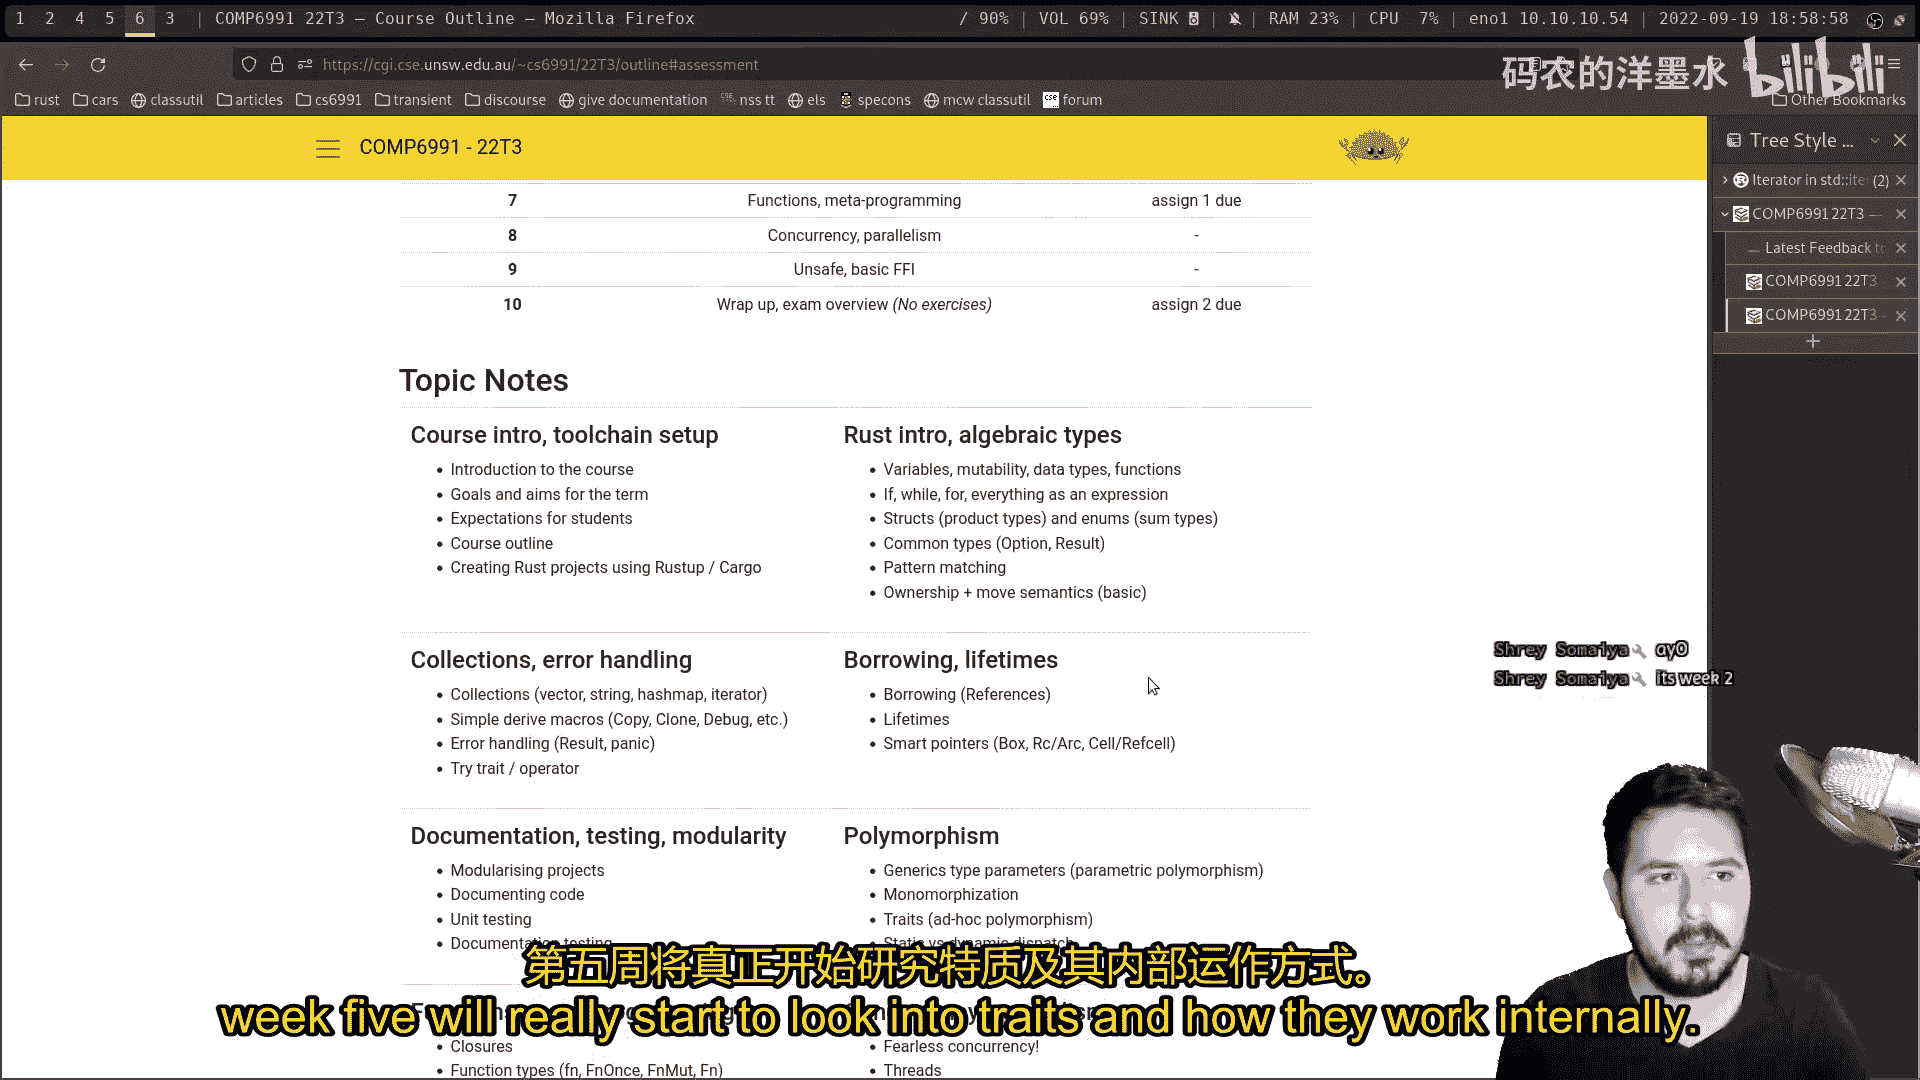 1 2 4 5 6 3 | COMP6991 22T3 — Course Outline — Mozilla Firefox
/ 90% | VOL 69% | SINK | | RAM 23% | CPU 7% | eno1 10.10.10.54 | 2022-09-19 18:58:58
https://cgi.cse.unsw.edu.au/~cs6991/22T3/outline#assessment
码农的洋墨水 bilibili
rust cars classutil articles cs6991 transient discourse give documentation nss tt els specons mcw classutil forum
Other Bookmarks
COMP6991 - 22T3
Tree Style ...
Iterator in std::ite (2)
COMP6991 22T3 —
Latest Feedback to
COMP6991 22T3
COMP6991 22T3 -
7 Functions, meta-programming assign 1 due
8 Concurrency, parallelism -
9 Unsafe, basic FFI -
10 Wrap up, exam overview (No exercises) assign 2 due
Topic Notes
Course intro, toolchain setup
• Introduction to the course
• Goals and aims for the term
• Expectations for students
• Course outline
• Creating Rust projects using Rustup / Cargo
Rust intro, algebraic types
• Variables, mutability, data types, functions
• If, while, for, everything as an expression
• Structs (product types) and enums (sum types)
• Common types (Option, Result)
• Pattern matching
• Ownership + move semantics (basic)
Collections, error handling
• Collections (vector, string, hashmap, iterator)
• Simple derive macros (Copy, Clone, Debug, etc.)
• Error handling (Result, panic)
• Try trait / operator
Borrowing, lifetimes
• Borrowing (References)
• Lifetimes
• Smart pointers (Box, Rc/Arc, Cell/Refcell)
Shrey Somaiya ayO
Shrey Somaiya its week 2
Documentation, testing, modularity
• Modularising projects
• Documenting code
• Unit testing
• Documentation testing
Polymorphism
• Generics type parameters (parametric polymorphism)
• Monomorphization
• Traits (ad-hoc polymorphism)
• Static vs dynamic dispatch
第五周将真正开始研究特质及其内部运作方式。
week five will really start to look into traits and how they work internally.
• Closures
• Function types (fn, FnOnce, FnMut, Fn)
• Fearless concurrency!
• Threads